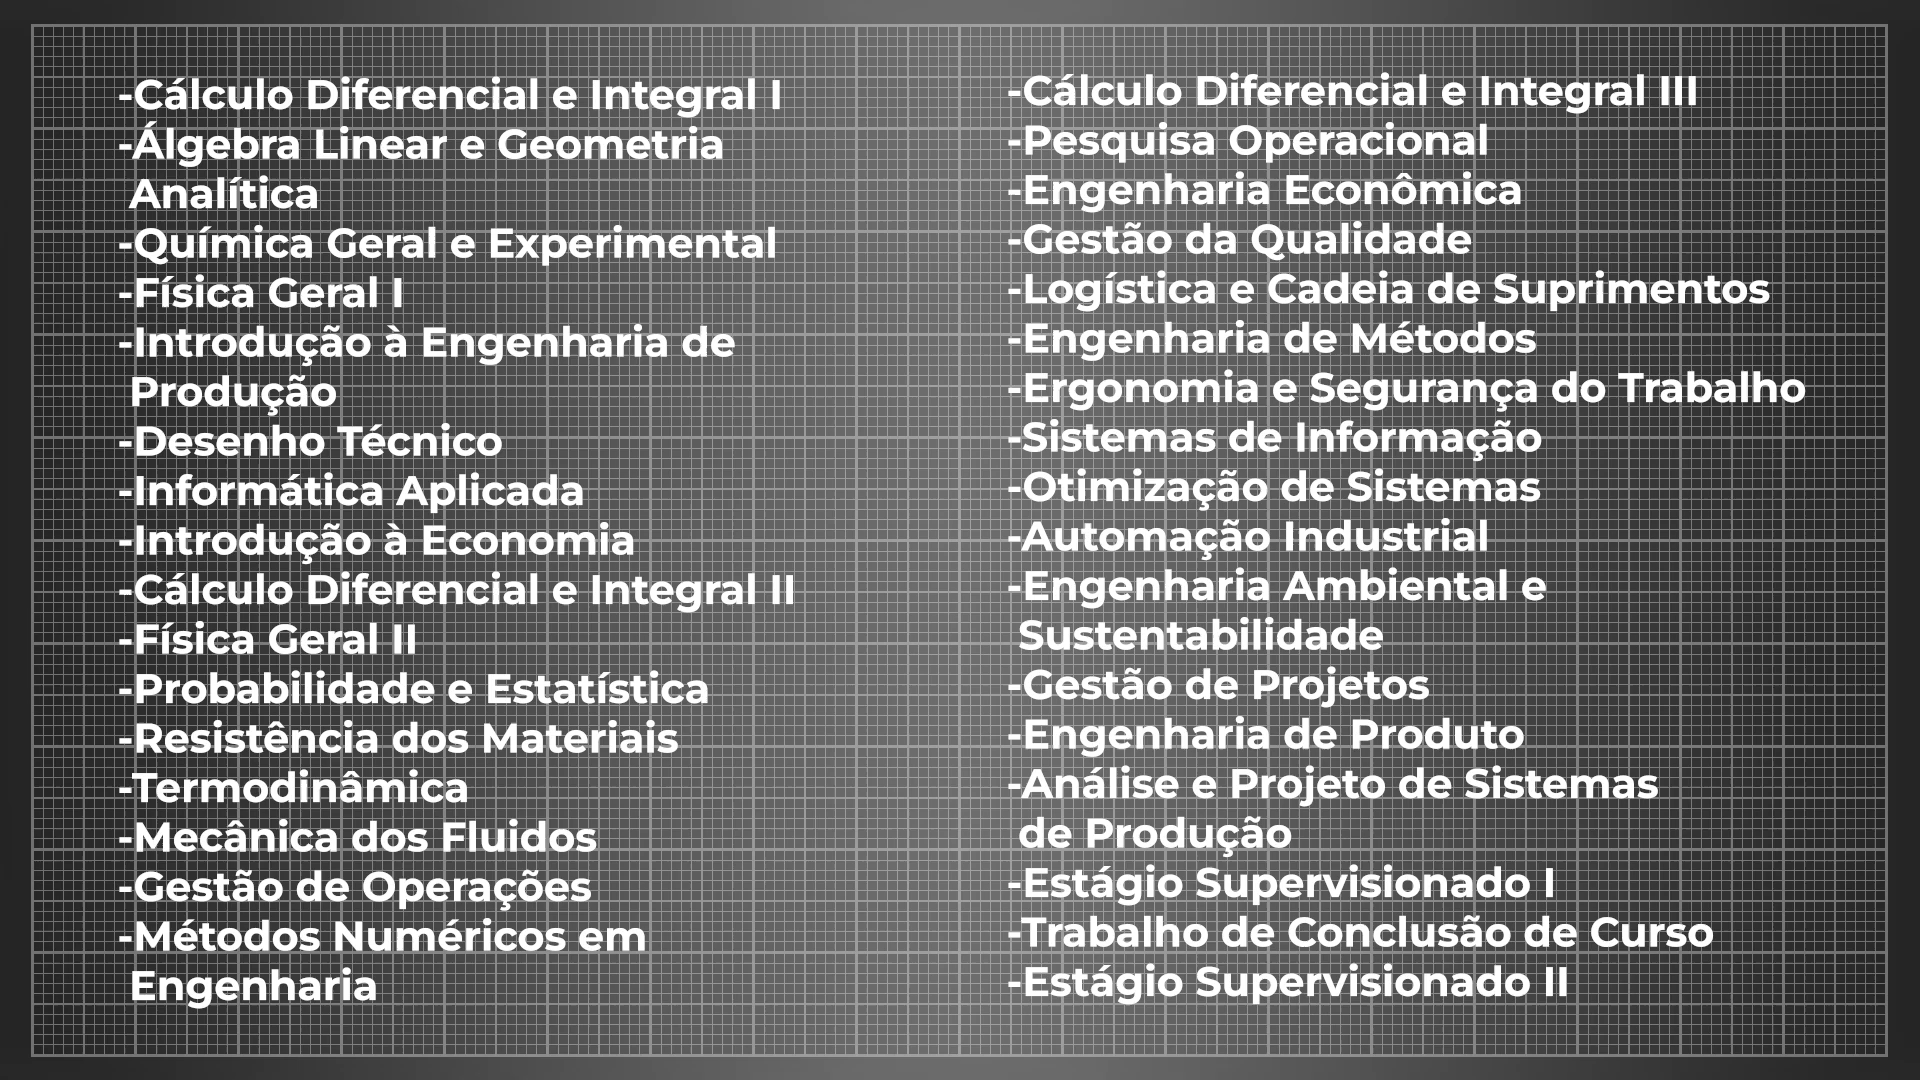 -Cálculo Diferencial e Integral I
-Álgebra Linear e Geometria
Analítica
-Química Geral e Experimental
-Física Geral I
-Introdução à Engenharia de
Produção
-Desenho Técnico
-Informática Aplicada
-Introdução à Economia
-Cálculo Diferencial e Integral II
-Física Geral II
-Probabilidade e Estatística
-Resistência dos Materiais
-Termodinâmica
-Mecânica dos Fluidos
-Gestão de Operações
-Métodos Numéricos em
Engenharia
-Cálculo Diferencial e Integral III
-Pesquisa Operacional
-Engenharia Econômica
-Gestão da Qualidade
-Logística e Cadeia de Suprimentos
-Engenharia de Métodos
-Ergonomia e Segurança do Trabalho
-Sistemas de Informação
-Otimização de Sistemas
-Automação Industrial
-Engenharia Ambiental e
Sustentabilidade
-Gestão de Projetos
-Engenharia de Produto
-Análise e Projeto de Sistemas
de Produção
-Estágio Supervisionado I
-Trabalho de Conclusão de Curso
-Estágio Supervisionado II